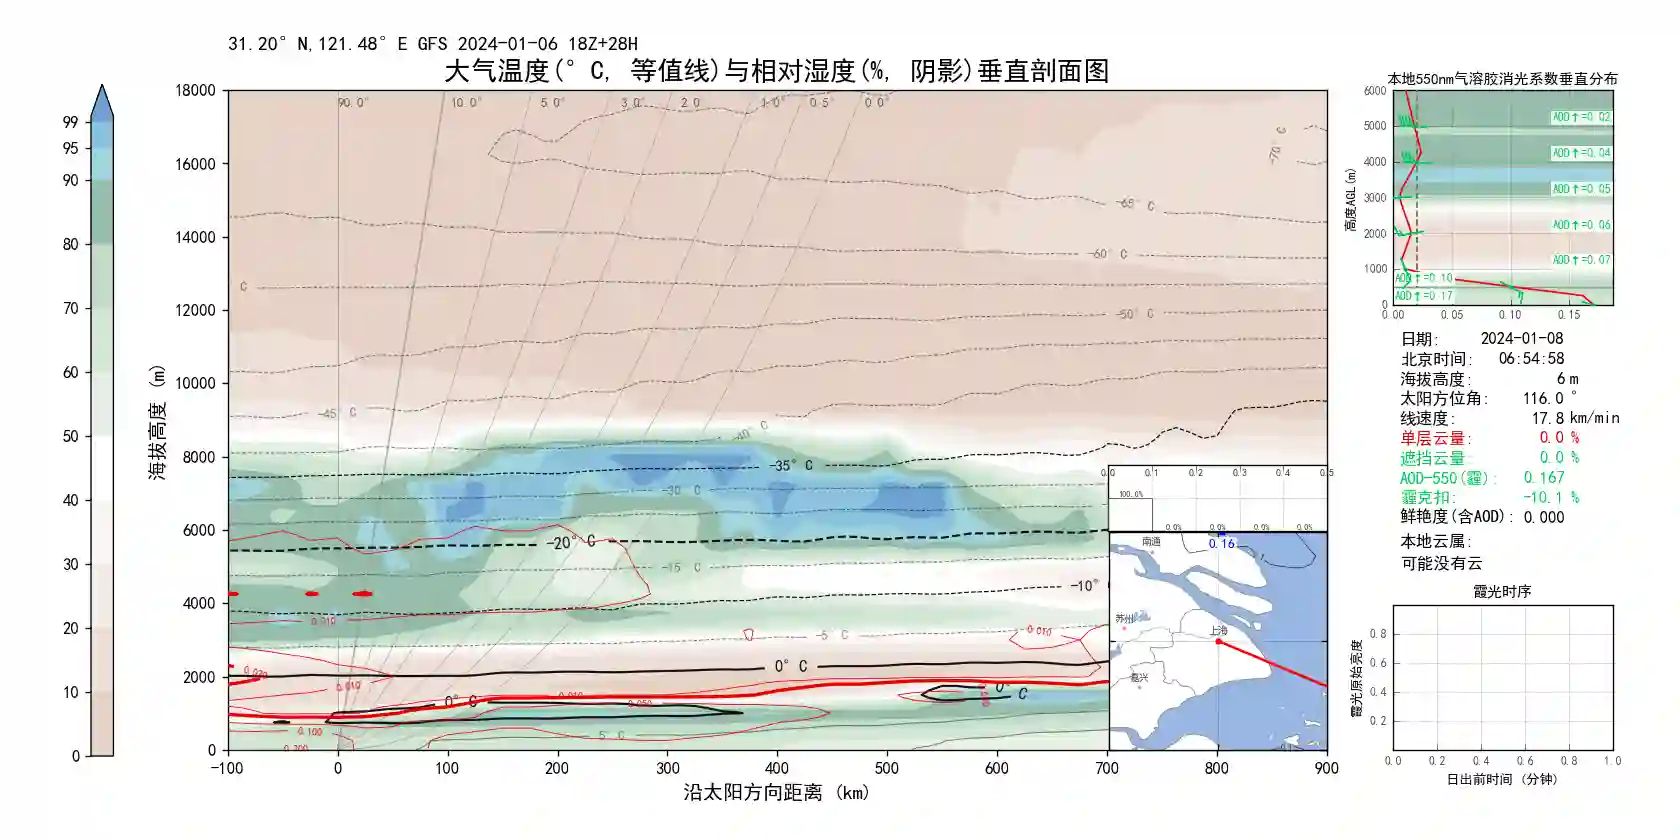 31.20° N,121.48° E GFS 2024-01-06 18Z+28H
大气温度(° C, 等值线)与相对湿度(%, 阴影)垂直剖面图
99
95
90
80
70
60
50
40
30
20
10
0
海拔高度 (m)
18000
16000
14000
12000
10000
8000
6000
4000
2000
0
90.0°
10.0°
5.0°
3.0°
2.0
1.0°
0.5°
0.0°
-70° C
-65° C
-60° C
C
-50° C
-45° C
-40° C
-35° C
-30° C
-20° C
-15° C
-10°
-5° C
0° C
0° C
0° C
5° C
0.010
0.010
0.020
0.010
0.010
0.050
0.100
0.200
-100
0
100
200
300
400
500
600
700
800
900
沿太阳方向距离 (km)
0.0
0.1
0.2
0.3
0.4
0.5
100.0%
0.0%
0.0%
0.0%
0.0%
0.16
南通
苏州
上海
嘉兴
本地550nm气溶胶消光系数垂直分布
高度AGL(m)
6000
5000
4000
3000
2000
1000
0
AOD↑=0.02
AOD↑=0.04
AOD↑=0.05
AOD↑=0.06
AOD↑=0.07
AOD↑=0.10
AOD↑=0.17
0.00
0.05
0.10
0.15
日期: 2024-01-08
北京时间: 06:54:58
海拔高度: 6 m
太阳方位角: 116.0 °
线速度: 17.8 km/min
单层云量: 0.0 %
遮挡云量: 0.0 %
AOD-550(霾): 0.167
霾克扣: -10.1 %
鲜艳度(含AOD): 0.000
本地云属:
可能没有云
霞光时序
霞光原始亮度
0.8
0.6
0.4
0.2
0.0
0.2
0.4
0.6
0.8
1.0
日出前时间 (分钟)